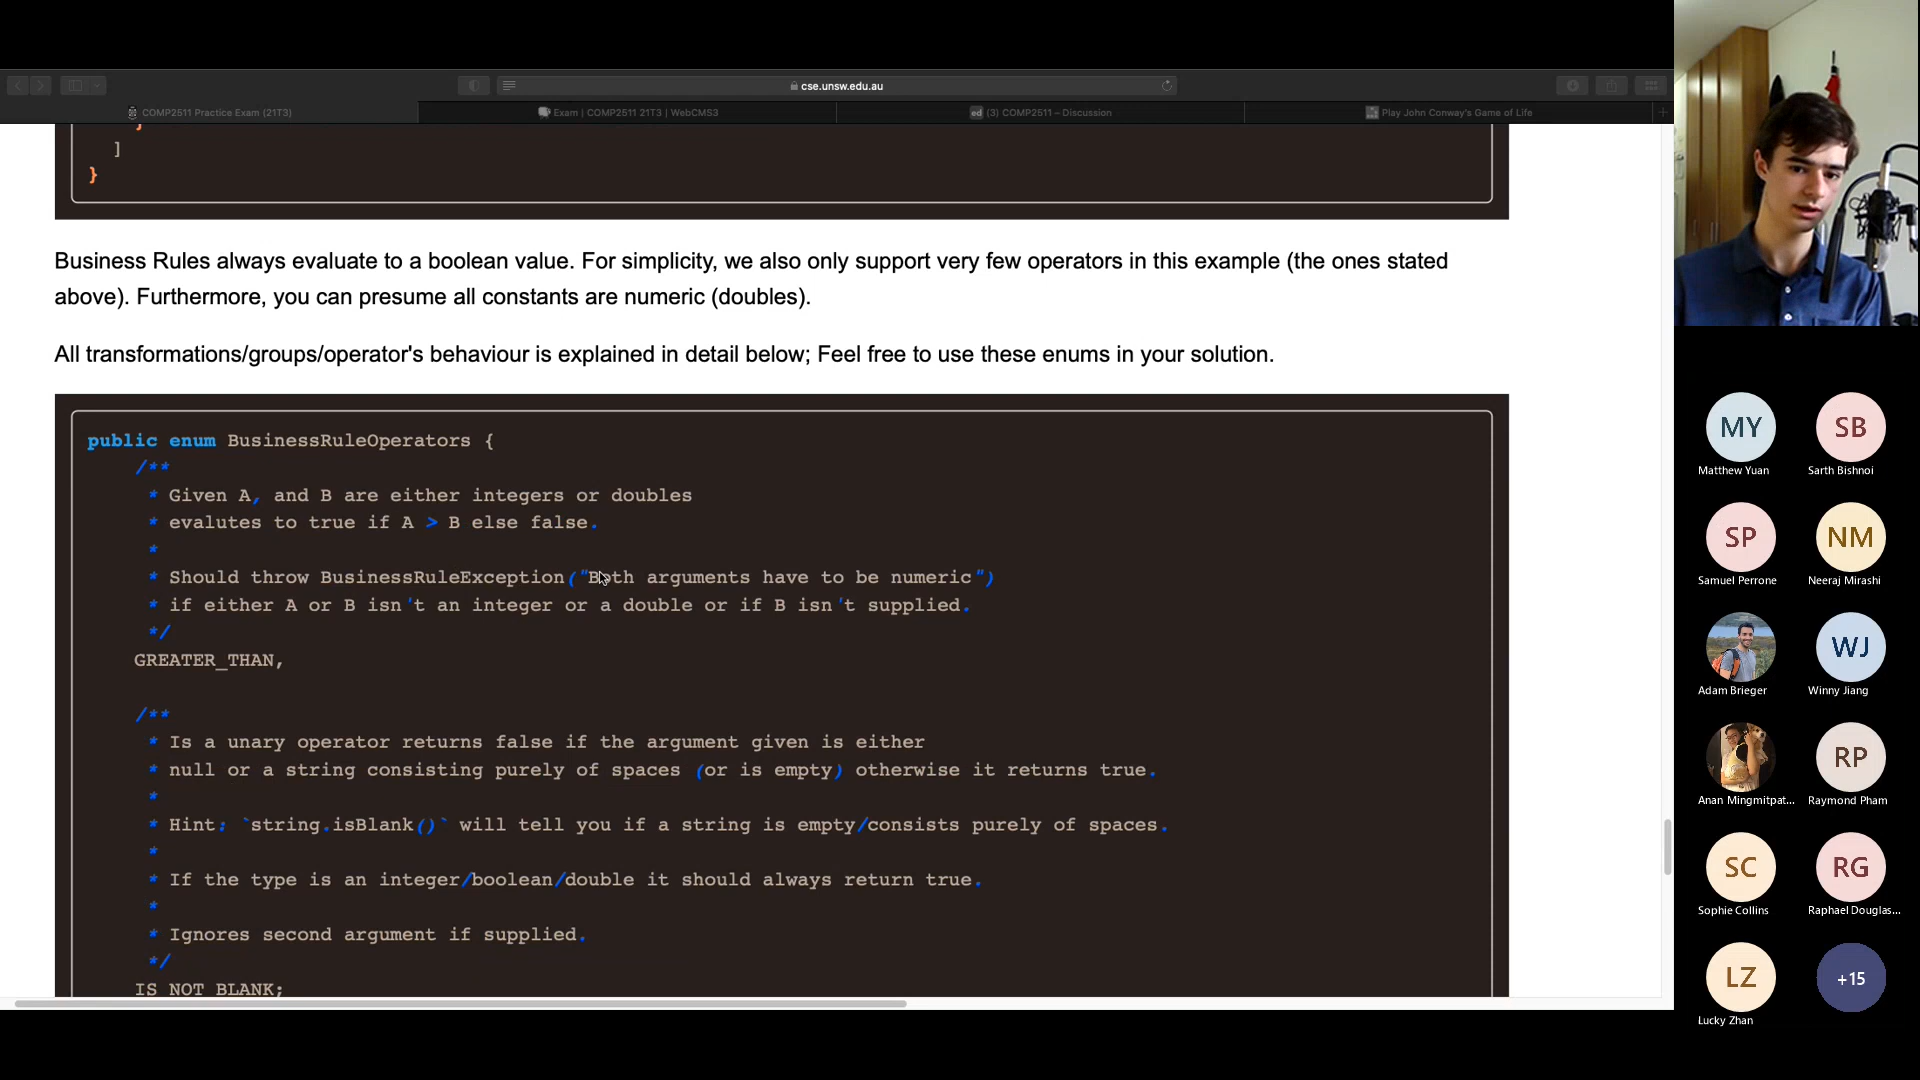 cse.unsw.edu.au
COMP2511 Practice Exam (21T3)
Exam | COMP2511 21T3 | WebCMS3
ed (3) COMP2511 – Discussion
Play John Conway's Game of Life
}
]
}
Business Rules always evaluate to a boolean value. For simplicity, we also only support very few operators in this example (the ones stated
above). Furthermore, you can presume all constants are numeric (doubles).
All transformations/groups/operator's behaviour is explained in detail below; Feel free to use these enums in your solution.
public enum BusinessRuleOperators {
/**
* Given A, and B are either integers or doubles
* evalutes to true if A > B else false.
*
* Should throw BusinessRuleException("Both arguments have to be numeric")
* if either A or B isn't an integer or a double or if B isn't supplied.
*/
GREATER_THAN,
/**
* Is a unary operator returns false if the argument given is either
* null or a string consisting purely of spaces (or is empty) otherwise it returns true.
*
* Hint: `string.isBlank()` will tell you if a string is empty/consists purely of spaces.
*
* If the type is an integer/boolean/double it should always return true.
*
* Ignores second argument if supplied.
*/
IS_NOT_BLANK;
MY
Matthew Yuan
SB
Sarth Bishnoi
SP
Samuel Perrone
NM
Neeraj Mirashi
Adam Brieger
WJ
Winny Jiang
Anan Mingmitpat...
RP
Raymond Pham
SC
Sophie Collins
RG
Raphael Douglas...
LZ
Lucky Zhan
+15